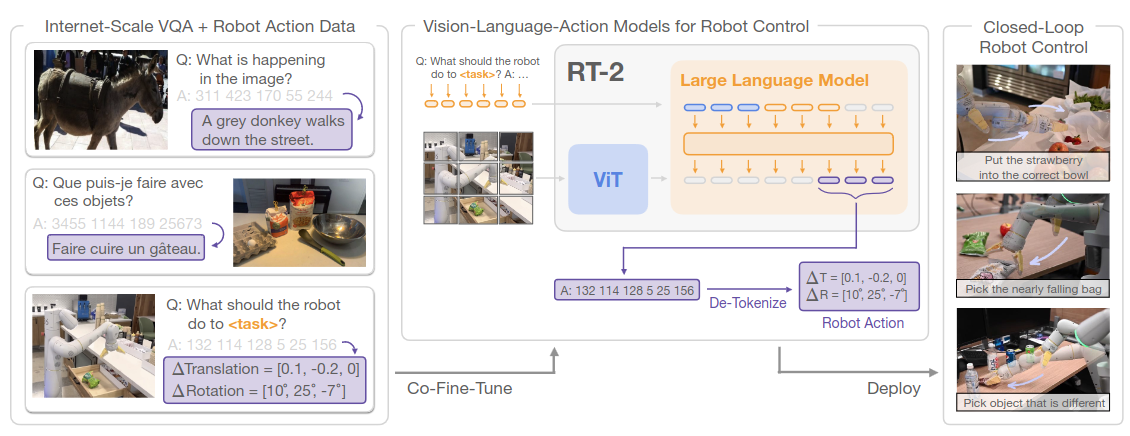 Internet-Scale VQA + Robot Action Data
Q: What is happening
in the image?
A: 311 423 170 55 244
A grey donkey walks
down the street.
Q: Que puis-je faire avec
ces objets?
A: 3455 1144 189 25673
Faire cuire un gâteau.
Q: What should the robot
do to <task>?
A: 132 114 128 5 25 156
ΔTranslation = [0.1, -0.2, 0]
ΔRotation = [10°, 25°, -7°]
Co-Fine-Tune
Vision-Language-Action Models for Robot Control
Q: What should the robot
do to <task>? A: ...
RT-2
Large Language Model
ViT
A: 132 114 128 5 25 156
De-Tokenize
ΔT = [0.1, -0.2, 0]
ΔR = [10°, 25°, -7°]
Robot Action
Deploy
Closed-Loop
Robot Control
Put the strawberry
into the correct bowl
Pick the nearly falling bag
Pick object that is different